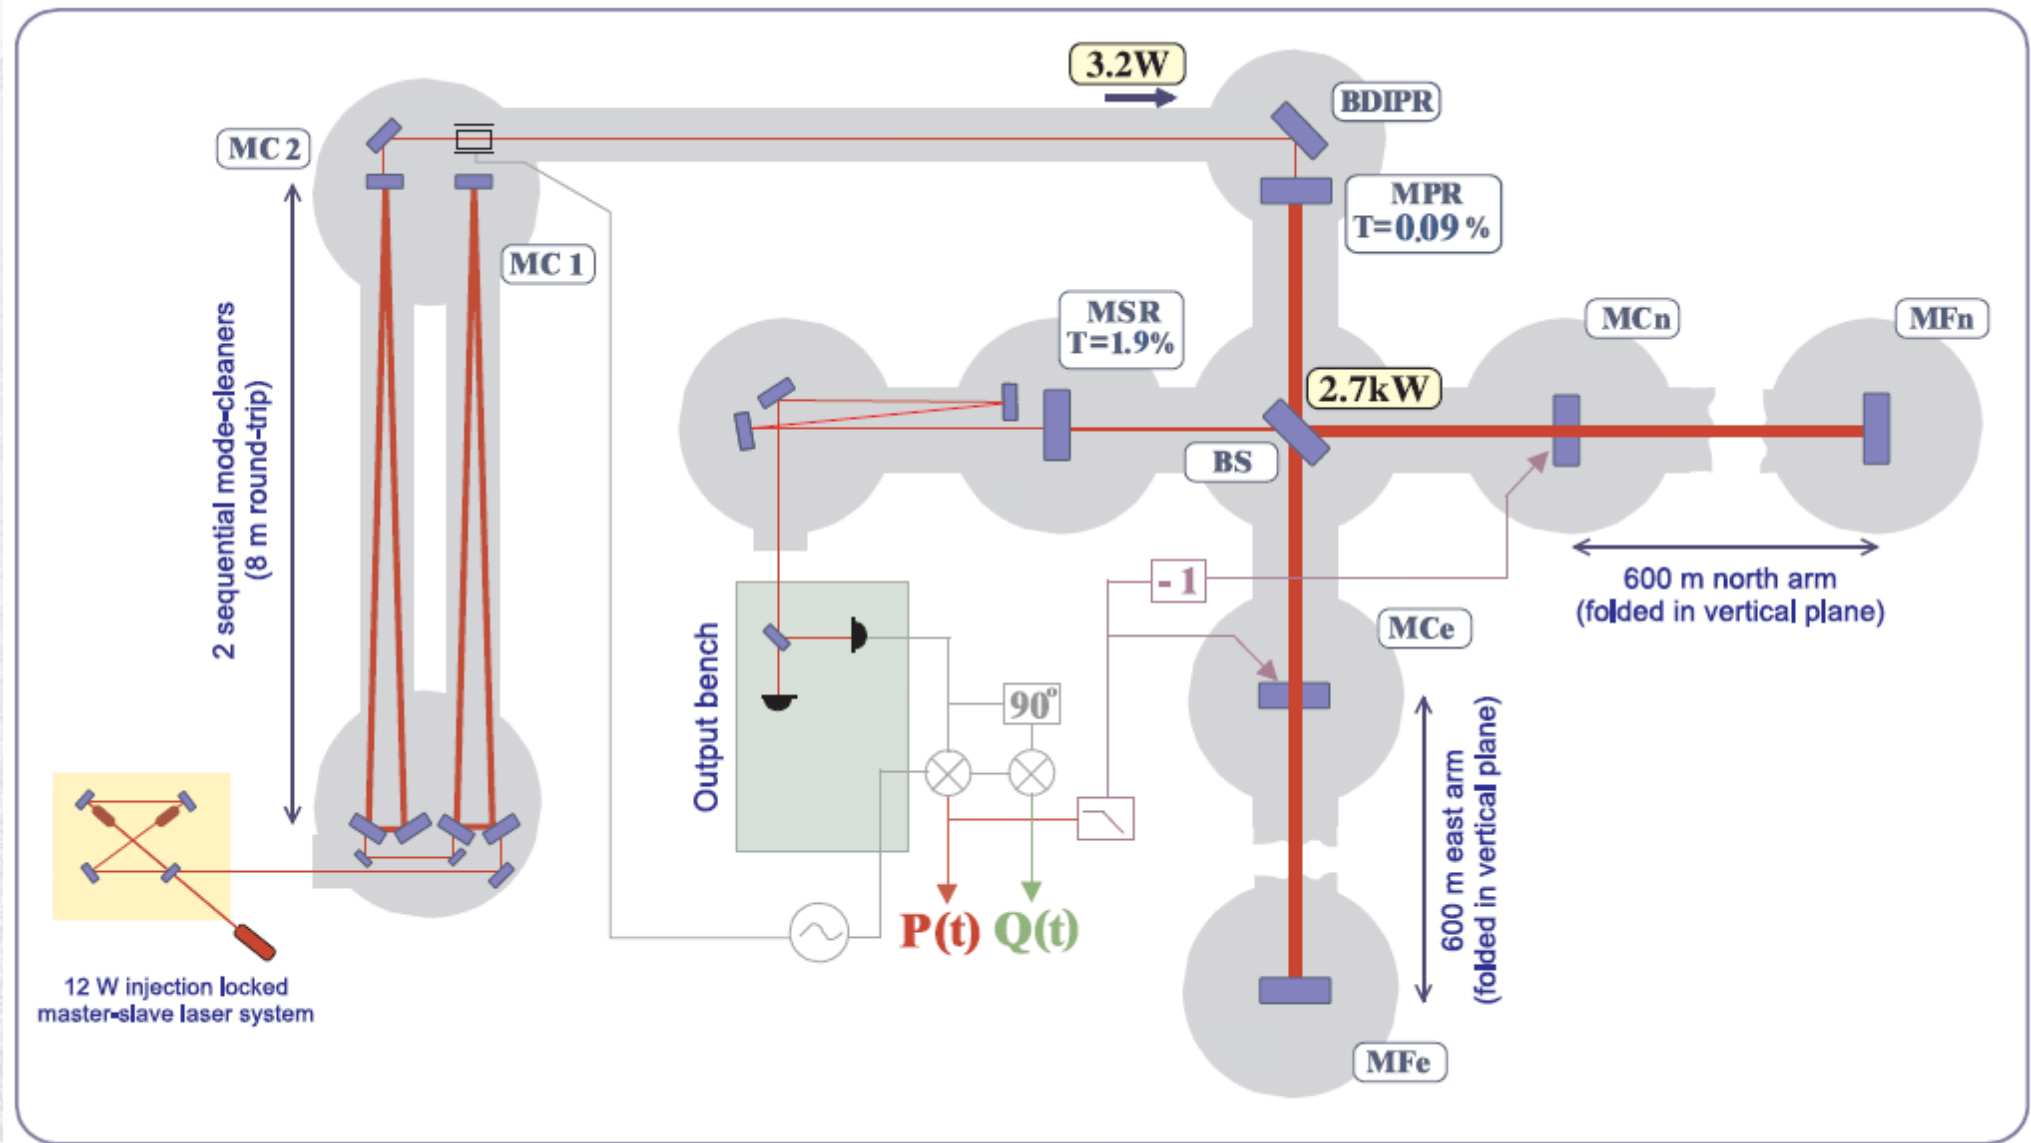 3.2W
BDIPR
MC 2
MPR
T=0.09 %
MC 1
MSR
T=1.9%
MCn
MFn
2.7kW
BS
2 sequential mode-cleaners
(8 m round-trip)
- 1
600 m north arm
(folded in vertical plane)
MCe
Output bench
90°
600 m east arm
(folded in vertical plane)
P(t) Q(t)
12 W injection locked
master-slave laser system
MFe